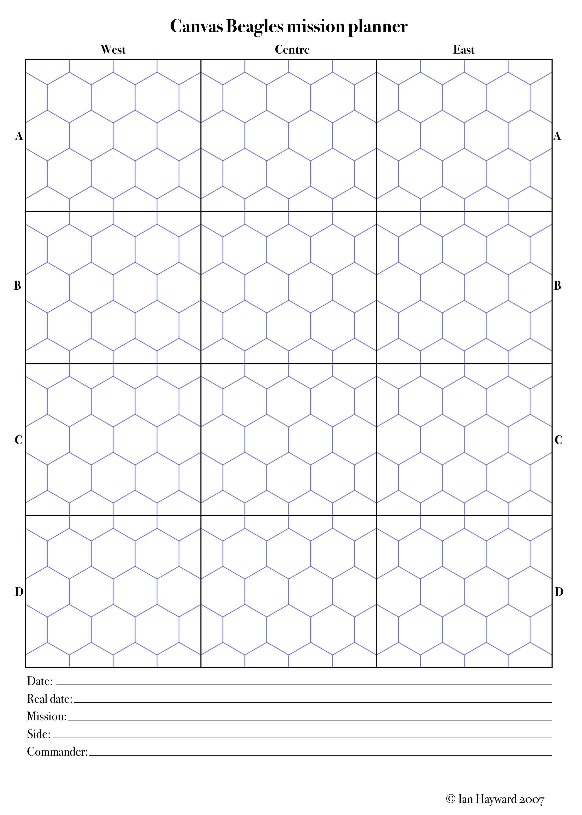 Canvas Beagles mission planner
West Centre East
A A
B B
C C
D D
Date:
Real date:
Mission:
Side:
Commander:
© Ian Hayward 2007